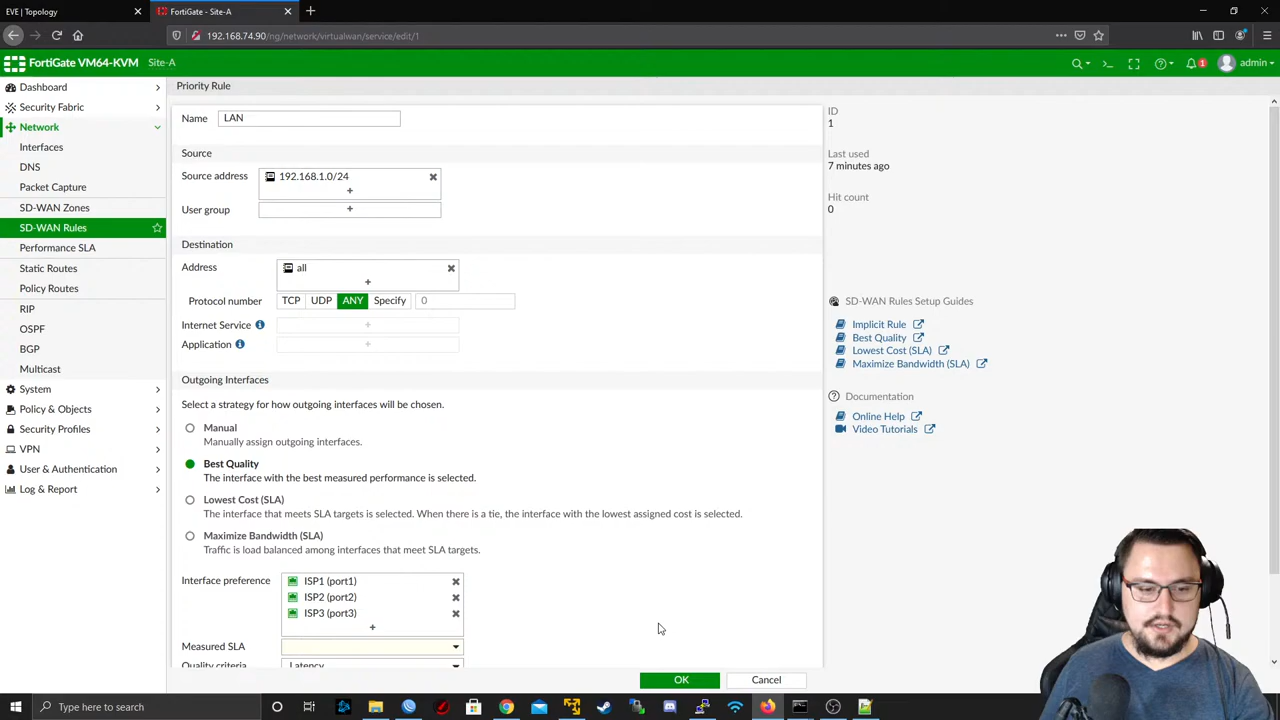 EVE | Topology
FortiGate - Site-A
192.168.74.90/ng/network/virtualwan/service/edit/1
FortiGate VM64-KVM
Site-A
1
admin
Dashboard
Security Fabric
Network
Interfaces
DNS
Packet Capture
SD-WAN Zones
SD-WAN Rules
Performance SLA
Static Routes
Policy Routes
RIP
OSPF
BGP
Multicast
System
Policy & Objects
Security Profiles
VPN
User & Authentication
Log & Report
Priority Rule
Name
LAN
Source
Source address
192.168.1.0/24
User group
Destination
Address
all
Protocol number
TCP
UDP
ANY
Specify
0
Internet Service
Application
Outgoing Interfaces
Select a strategy for how outgoing interfaces will be chosen.
Manual
Manually assign outgoing interfaces.
Best Quality
The interface with the best measured performance is selected.
Lowest Cost (SLA)
The interface that meets SLA targets is selected. When there is a tie, the interface with the lowest assigned cost is selected.
Maximize Bandwidth (SLA)
Traffic is load balanced among interfaces that meet SLA targets.
Interface preference
ISP1 (port1)
ISP2 (port2)
ISP3 (port3)
Measured SLA
Quality criteria
Latency
OK
Cancel
ID
1
Last used
7 minutes ago
Hit count
0
SD-WAN Rules Setup Guides
Implicit Rule
Best Quality
Lowest Cost (SLA)
Maximize Bandwidth (SLA)
Documentation
Online Help
Video Tutorials
Type here to search